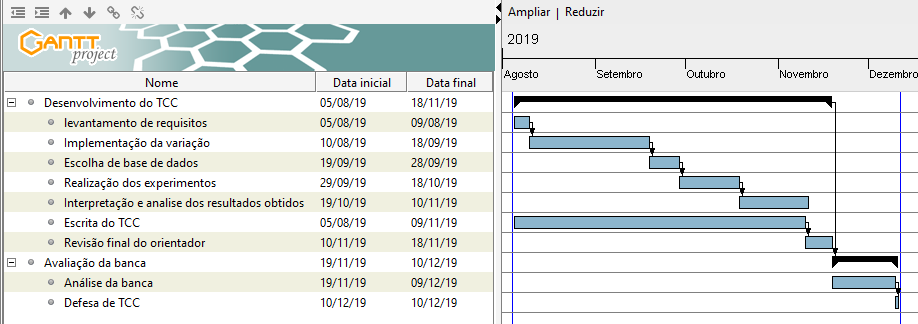 Ampliar | Reduzir
GANTT
project
2019
Nome Data inicial Data final
Agosto Setembro Outubro Novembro Dezembro
Desenvolvimento do TCC 05/08/19 18/11/19
levantamento de requisitos 05/08/19 09/08/19
Implementação da variação 10/08/19 18/09/19
Escolha de base de dados 19/09/19 28/09/19
Realização dos experimentos 29/09/19 18/10/19
Interpretação e analise dos resultados obtidos 19/10/19 10/11/19
Escrita do TCC 05/08/19 09/11/19
Revisão final do orientador 10/11/19 18/11/19
Avaliação da banca 19/11/19 10/12/19
Análise da banca 19/11/19 09/12/19
Defesa de TCC 10/12/19 10/12/19